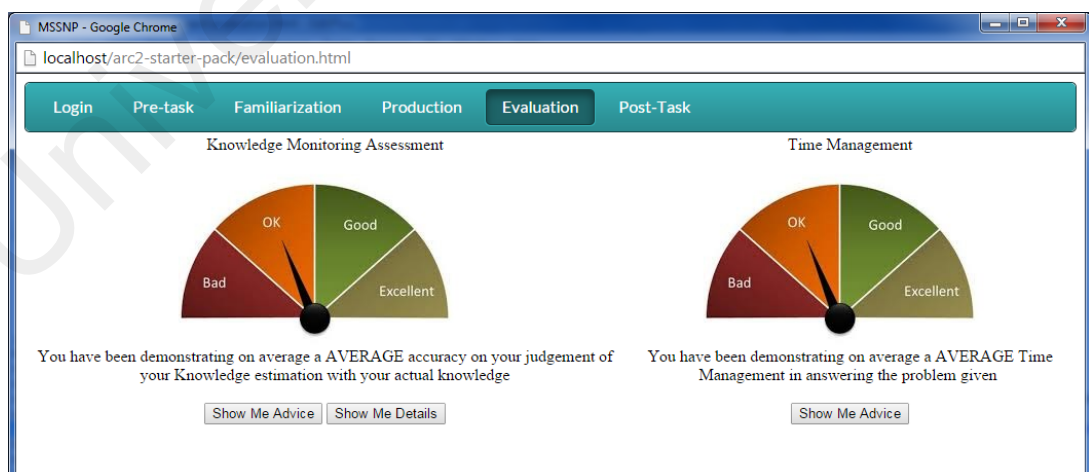 MSSNP - Google Chrome
localhost/arc2-starter-pack/evaluation.html
Login Pre-task Familiarization Production Evaluation Post-Task
Knowledge Monitoring Assessment
Bad
OK
Good
Excellent
You have been demonstrating on average a AVERAGE accuracy on your judgement of
your Knowledge estimation with your actual knowledge
Show Me Advice Show Me Details
Time Management
Bad
OK
Good
Excellent
You have been demonstrating on average a AVERAGE Time
Management in answering the problem given
Show Me Advice